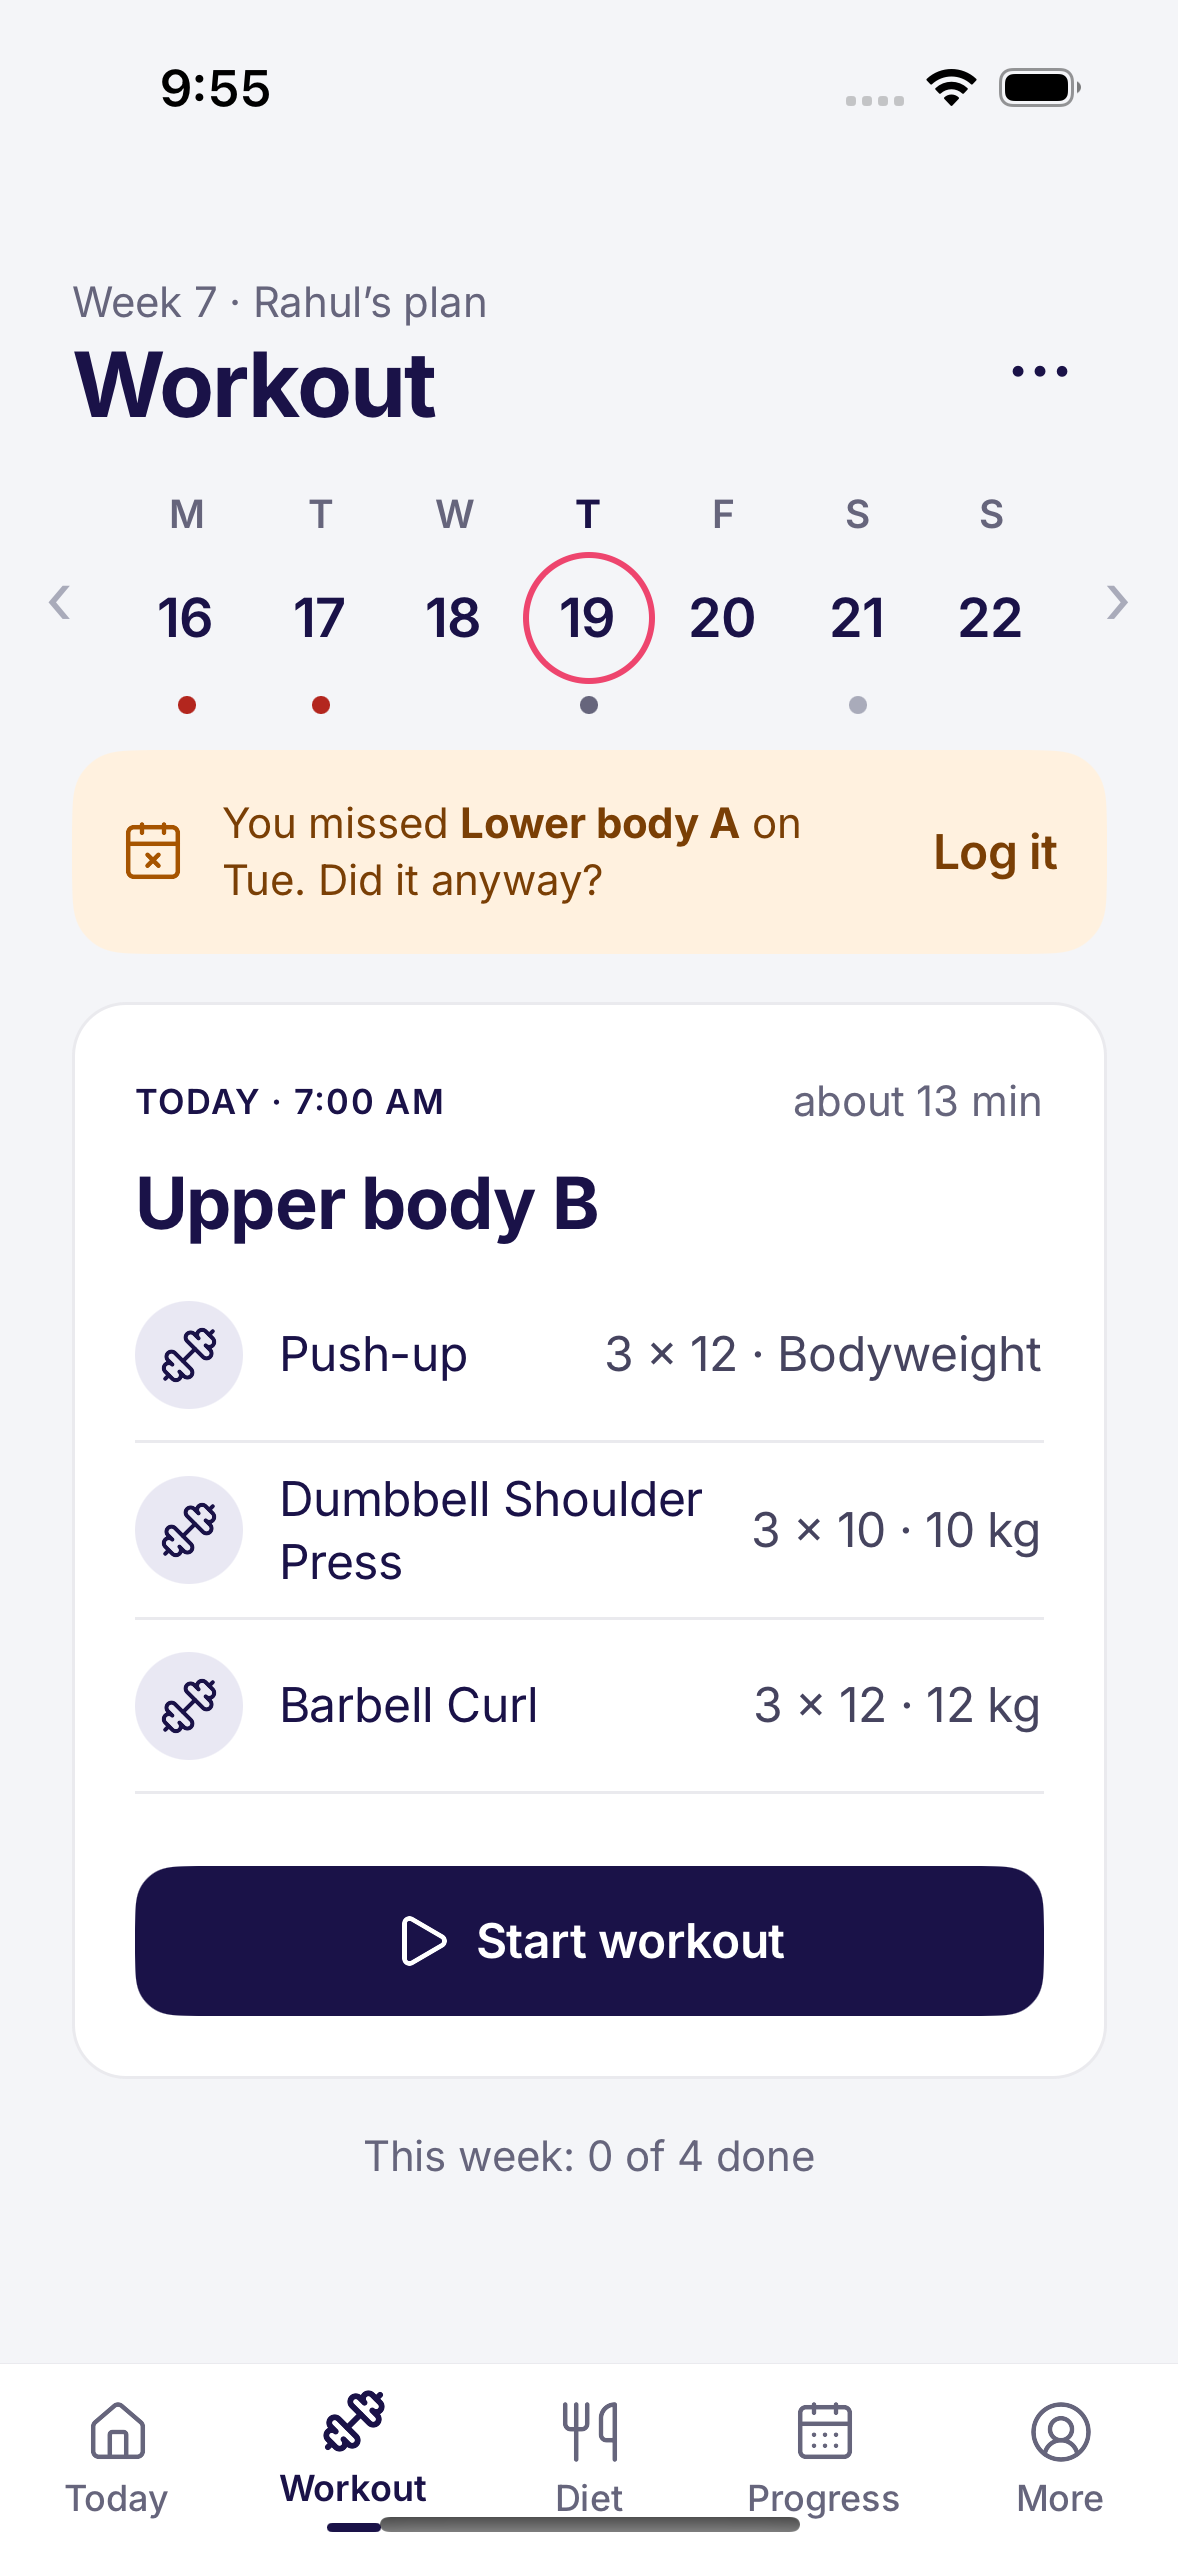 9:55
Week 7 · Rahul’s plan
Workout
M T W T F S S
16 17 18 19 20 21 22
You missed Lower body A on
Tue. Did it anyway?
Log it
TODAY · 7:00 AM
about 13 min
Upper body B
Push-up 3 × 12 · Bodyweight
Dumbbell Shoulder
Press
3 × 10 · 10 kg
Barbell Curl 3 × 12 · 12 kg
Start workout
This week: 0 of 4 done
Today Workout Diet Progress More